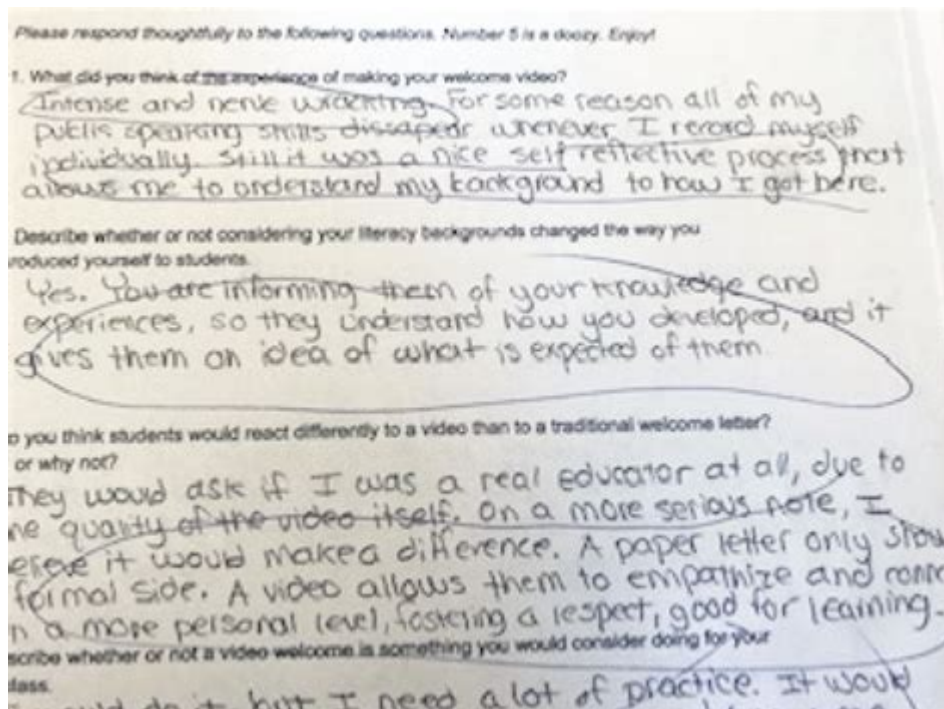 Please respond thoughtfully to the following questions. Number 5 is a doozy. Enjoy!
1. What did you think of the experience of making your welcome video?
Intense and nerve wracking. For some reason all of my
public speaking skills dissapear whenever I record myself
individually. Still it was a nice self reflective process that
allows me to understand my background to how I got here.
Describe whether or not considering your literacy backgrounds changed the way you
roduced yourself to students.
Yes. You are informing them of your knowledge and
experiences, so they understand how you developed, and it
gives them an idea of what is expected of them
o you think students would react differently to a video than to a traditional welcome letter?
or why not?
They would ask if I was a real educator at all, due to
he quality of the video itself. On a more serious note, I
elieve it would make a difference. A paper letter only show
formal side. A video allows them to empathize and conne
n a more personal level, fostering a respect, good for learning.
scribe whether or not a video welcome is something you would consider doing for your
lass.
do it but I need a lot of practice. It would